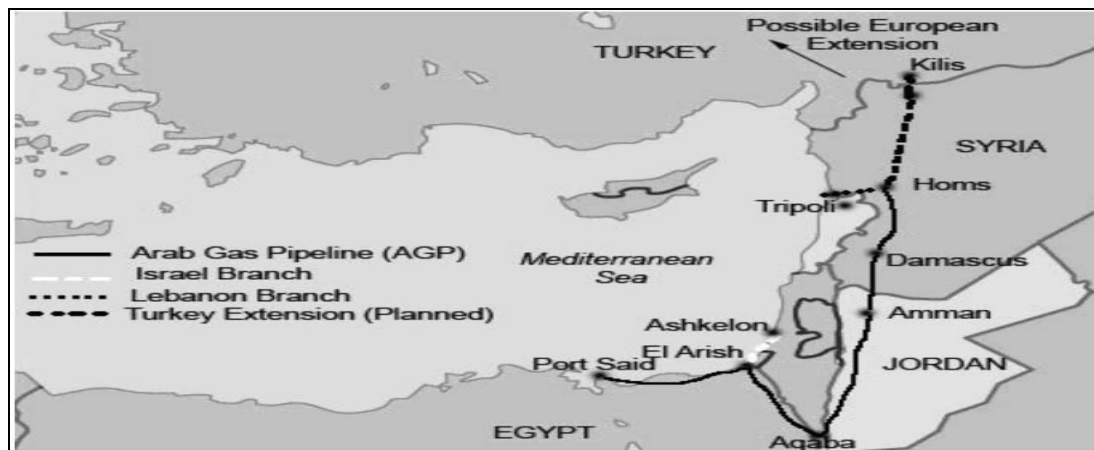 Possible European
Extension
TURKEY
Kilis
SYRIA
Homs
Tripoli
Arab Gas Pipeline (AGP)
Israel Branch
Lebanon Branch
Turkey Extension (Planned)
Mediterranean
Sea
Damascus
Amman
Ashkelon
El Arish
Port Said
JORDAN
EGYPT
Aqaba